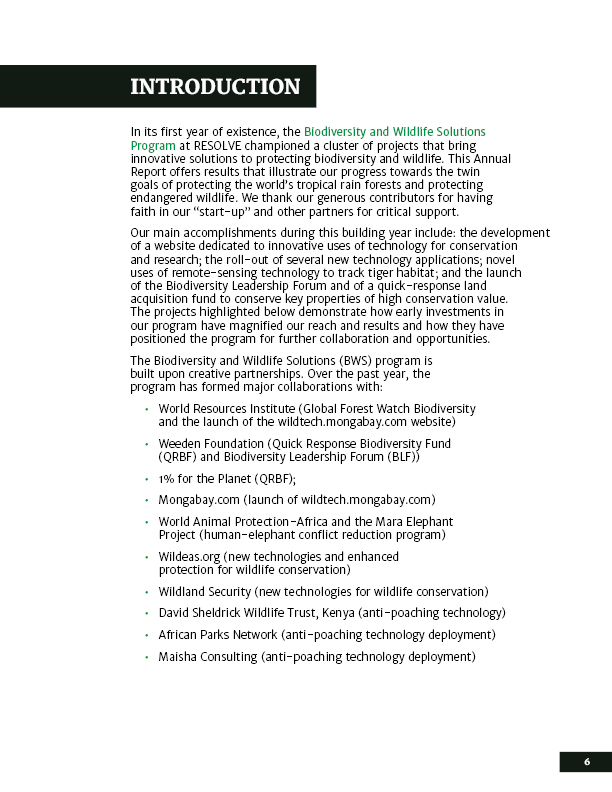 INTRODUCTION
In its first year of existence, the Biodiversity and Wildlife Solutions
Program at RESOLVE championed a cluster of projects that bring
innovative solutions to protecting biodiversity and wildlife. This Annual
Report offers results that illustrate our progress towards the twin
goals of protecting the world's tropical rain forests and protecting
endangered wildlife. We thank our generous contributors for having
faith in our “start-up” and other partners for critical support.
Our main accomplishments during this building year include: the development
of a website dedicated to innovative uses of technology for conservation
and research; the roll-out of several new technology applications; novel
uses of remote-sensing technology to track tiger habitat; and the launch
of the Biodiversity Leadership Forum and of a quick-response land
acquisition fund to conserve key properties of high conservation value.
The projects highlighted below demonstrate how early investments in
our program have magnified our reach and results and how they have
positioned the program for further collaboration and opportunities.
The Biodiversity and Wildlife Solutions (BWS) program is
built upon creative partnerships. Over the past year, the
program has formed major collaborations with:
• World Resources Institute (Global Forest Watch Biodiversity
and the launch of the wildtech.mongabay.com website)
• Weeden Foundation (Quick Response Biodiversity Fund
(QRBF) and Biodiversity Leadership Forum (BLF))
• 1% for the Planet (QRBF);
• Mongabay.com (launch of wildtech.mongabay.com)
• World Animal Protection-Africa and the Mara Elephant
Project (human-elephant conflict reduction program)
• Wildeas.org (new technologies and enhanced
protection for wildlife conservation)
• Wildland Security (new technologies for wildlife conservation)
• David Sheldrick Wildlife Trust, Kenya (anti-poaching technology)
• African Parks Network (anti-poaching technology deployment)
• Maisha Consulting (anti-poaching technology deployment)
6